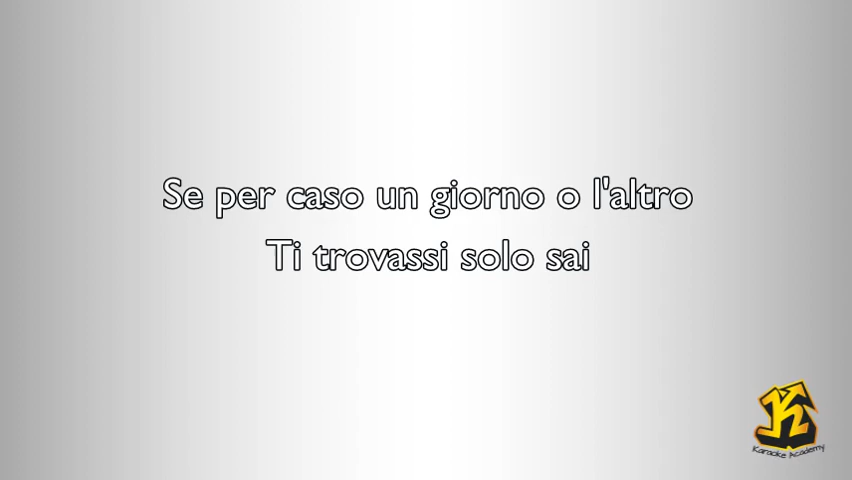 Se per caso un giorno o l'altro
Ti trovassi solo sai
K
Karaoke Academy